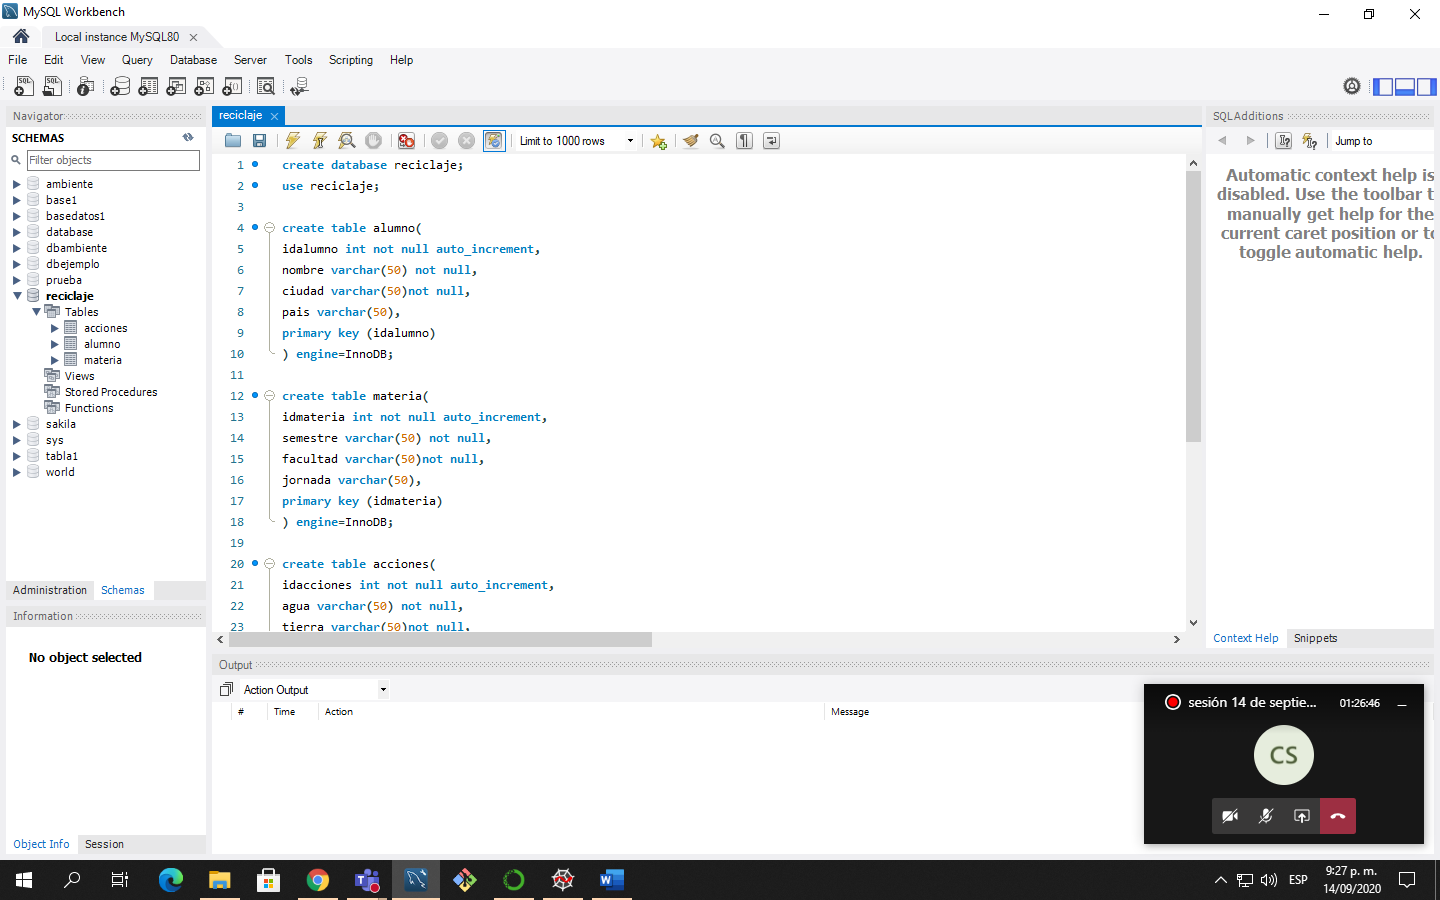 MySQL Workbench
Local instance MySQL80
File Edit View Query Database Server Tools Scripting Help
Navigator
SCHEMAS
Filter objects
ambiente
base1
basedatos1
database
dbambiente
dbejemplo
prueba
reciclaje
Tables
acciones
alumno
materia
Views
Stored Procedures
Functions
sakila
sys
tabla1
world
Administration Schemas
Information
No object selected
Object Info Session
reciclaje
Limit to 1000 rows
1 create database reciclaje;
2 use reciclaje;
3
4 create table alumno(
5 idalumno int not null auto_increment,
6 nombre varchar(50) not null,
7 ciudad varchar(50)not null,
8 pais varchar(50),
9 primary key (idalumno)
10 ) engine=InnoDB;
11
12 create table materia(
13 idmateria int not null auto_increment,
14 semestre varchar(50) not null,
15 facultad varchar(50)not null,
16 jornada varchar(50),
17 primary key (idmateria)
18 ) engine=InnoDB;
19
20 create table acciones(
21 idacciones int not null auto_increment,
22 agua varchar(50) not null,
23 tierra varchar(50)not null,
Output
Action Output
# Time Action Message
SQLAdditions
Jump to
Automatic context help is
disabled. Use the toolbar t
manually get help for the
current caret position or to
toggle automatic help.
Context Help Snippets
sesión 14 de septie... 01:26:46
CS
ESP
9:27 p. m.
14/09/2020